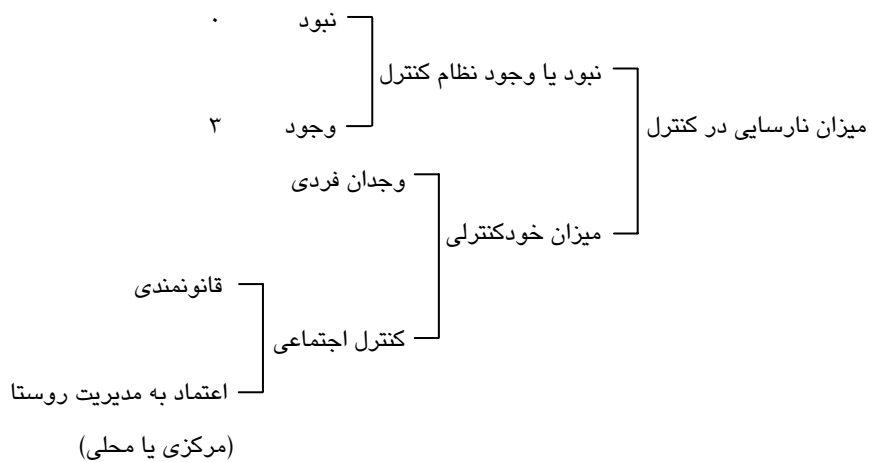 نبود ۰
نبود یا وجود نظام کنترل
وجود ۳
میزان نارسایی در کنترل
وجدان فردی
میزان خودکنترلی
قانونمندی
کنترل اجتماعی
اعتماد به مدیریت روستا
(مرکزی یا محلی)